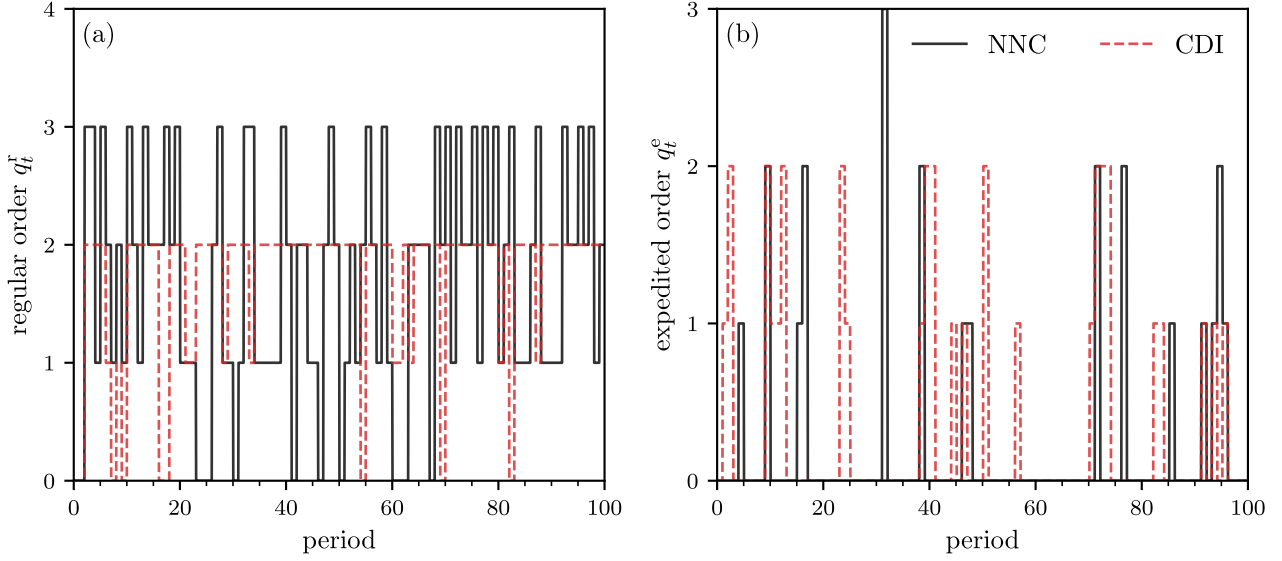 (a)
regular order q_t^r
4
3
2
1
0
0 20 40 60 80 100
period
(b)
NNC
CDI
expedited order q_t^e
3
2
1
0
0 20 40 60 80 100
period